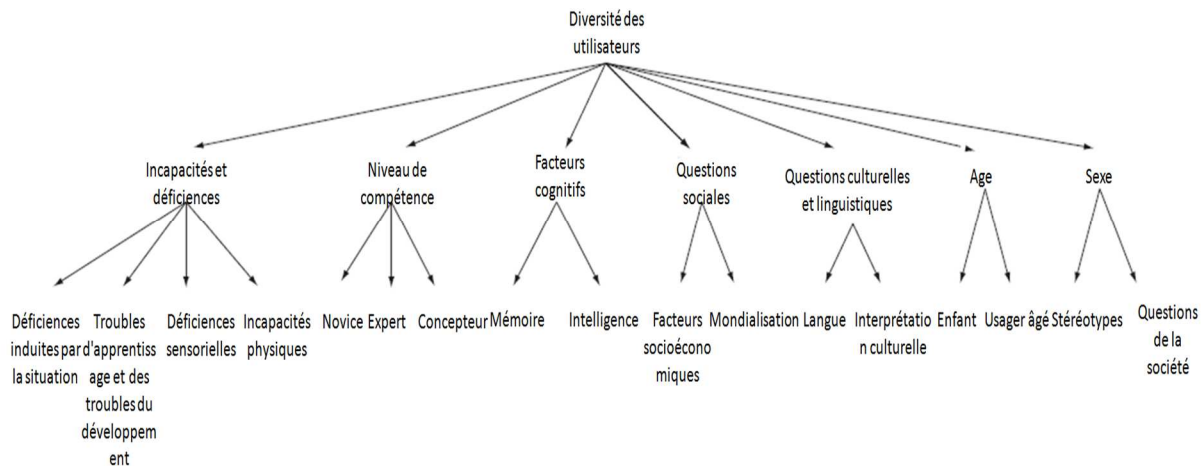 Diversité des
utilisateurs
Incapacités et
déficiences
Niveau de
compétence
Facteurs
cognitifs
Questions
sociales
Questions culturelles
et linguistiques
Age
Sexe
Déficiences
induites par
la situation
Troubles
d'apprentiss
age et des
troubles du
développem
ent
Déficiences
sensorielles
Incapacités
physiques
Novice
Expert
Concepteur
Mémoire
Intelligence
Facteurs
socioécono
miques
Mondialisation
Langue
Interprétatio
n culturelle
Enfant
Usager âgé
Stéréotypes
Questions
de la
société